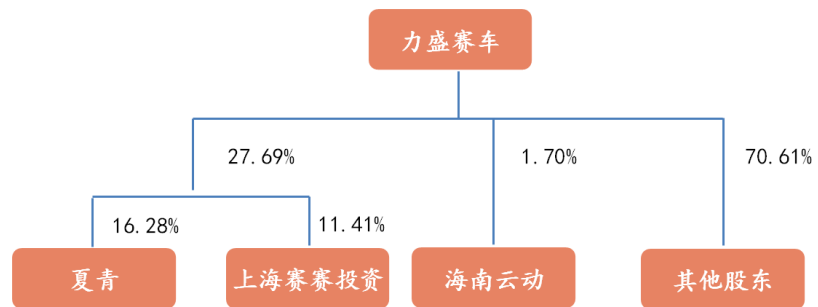 力盛赛车
27.69%
1.70%
70.61%
16.28%
11.41%
夏青
上海赛赛投资
海南云动
其他股东